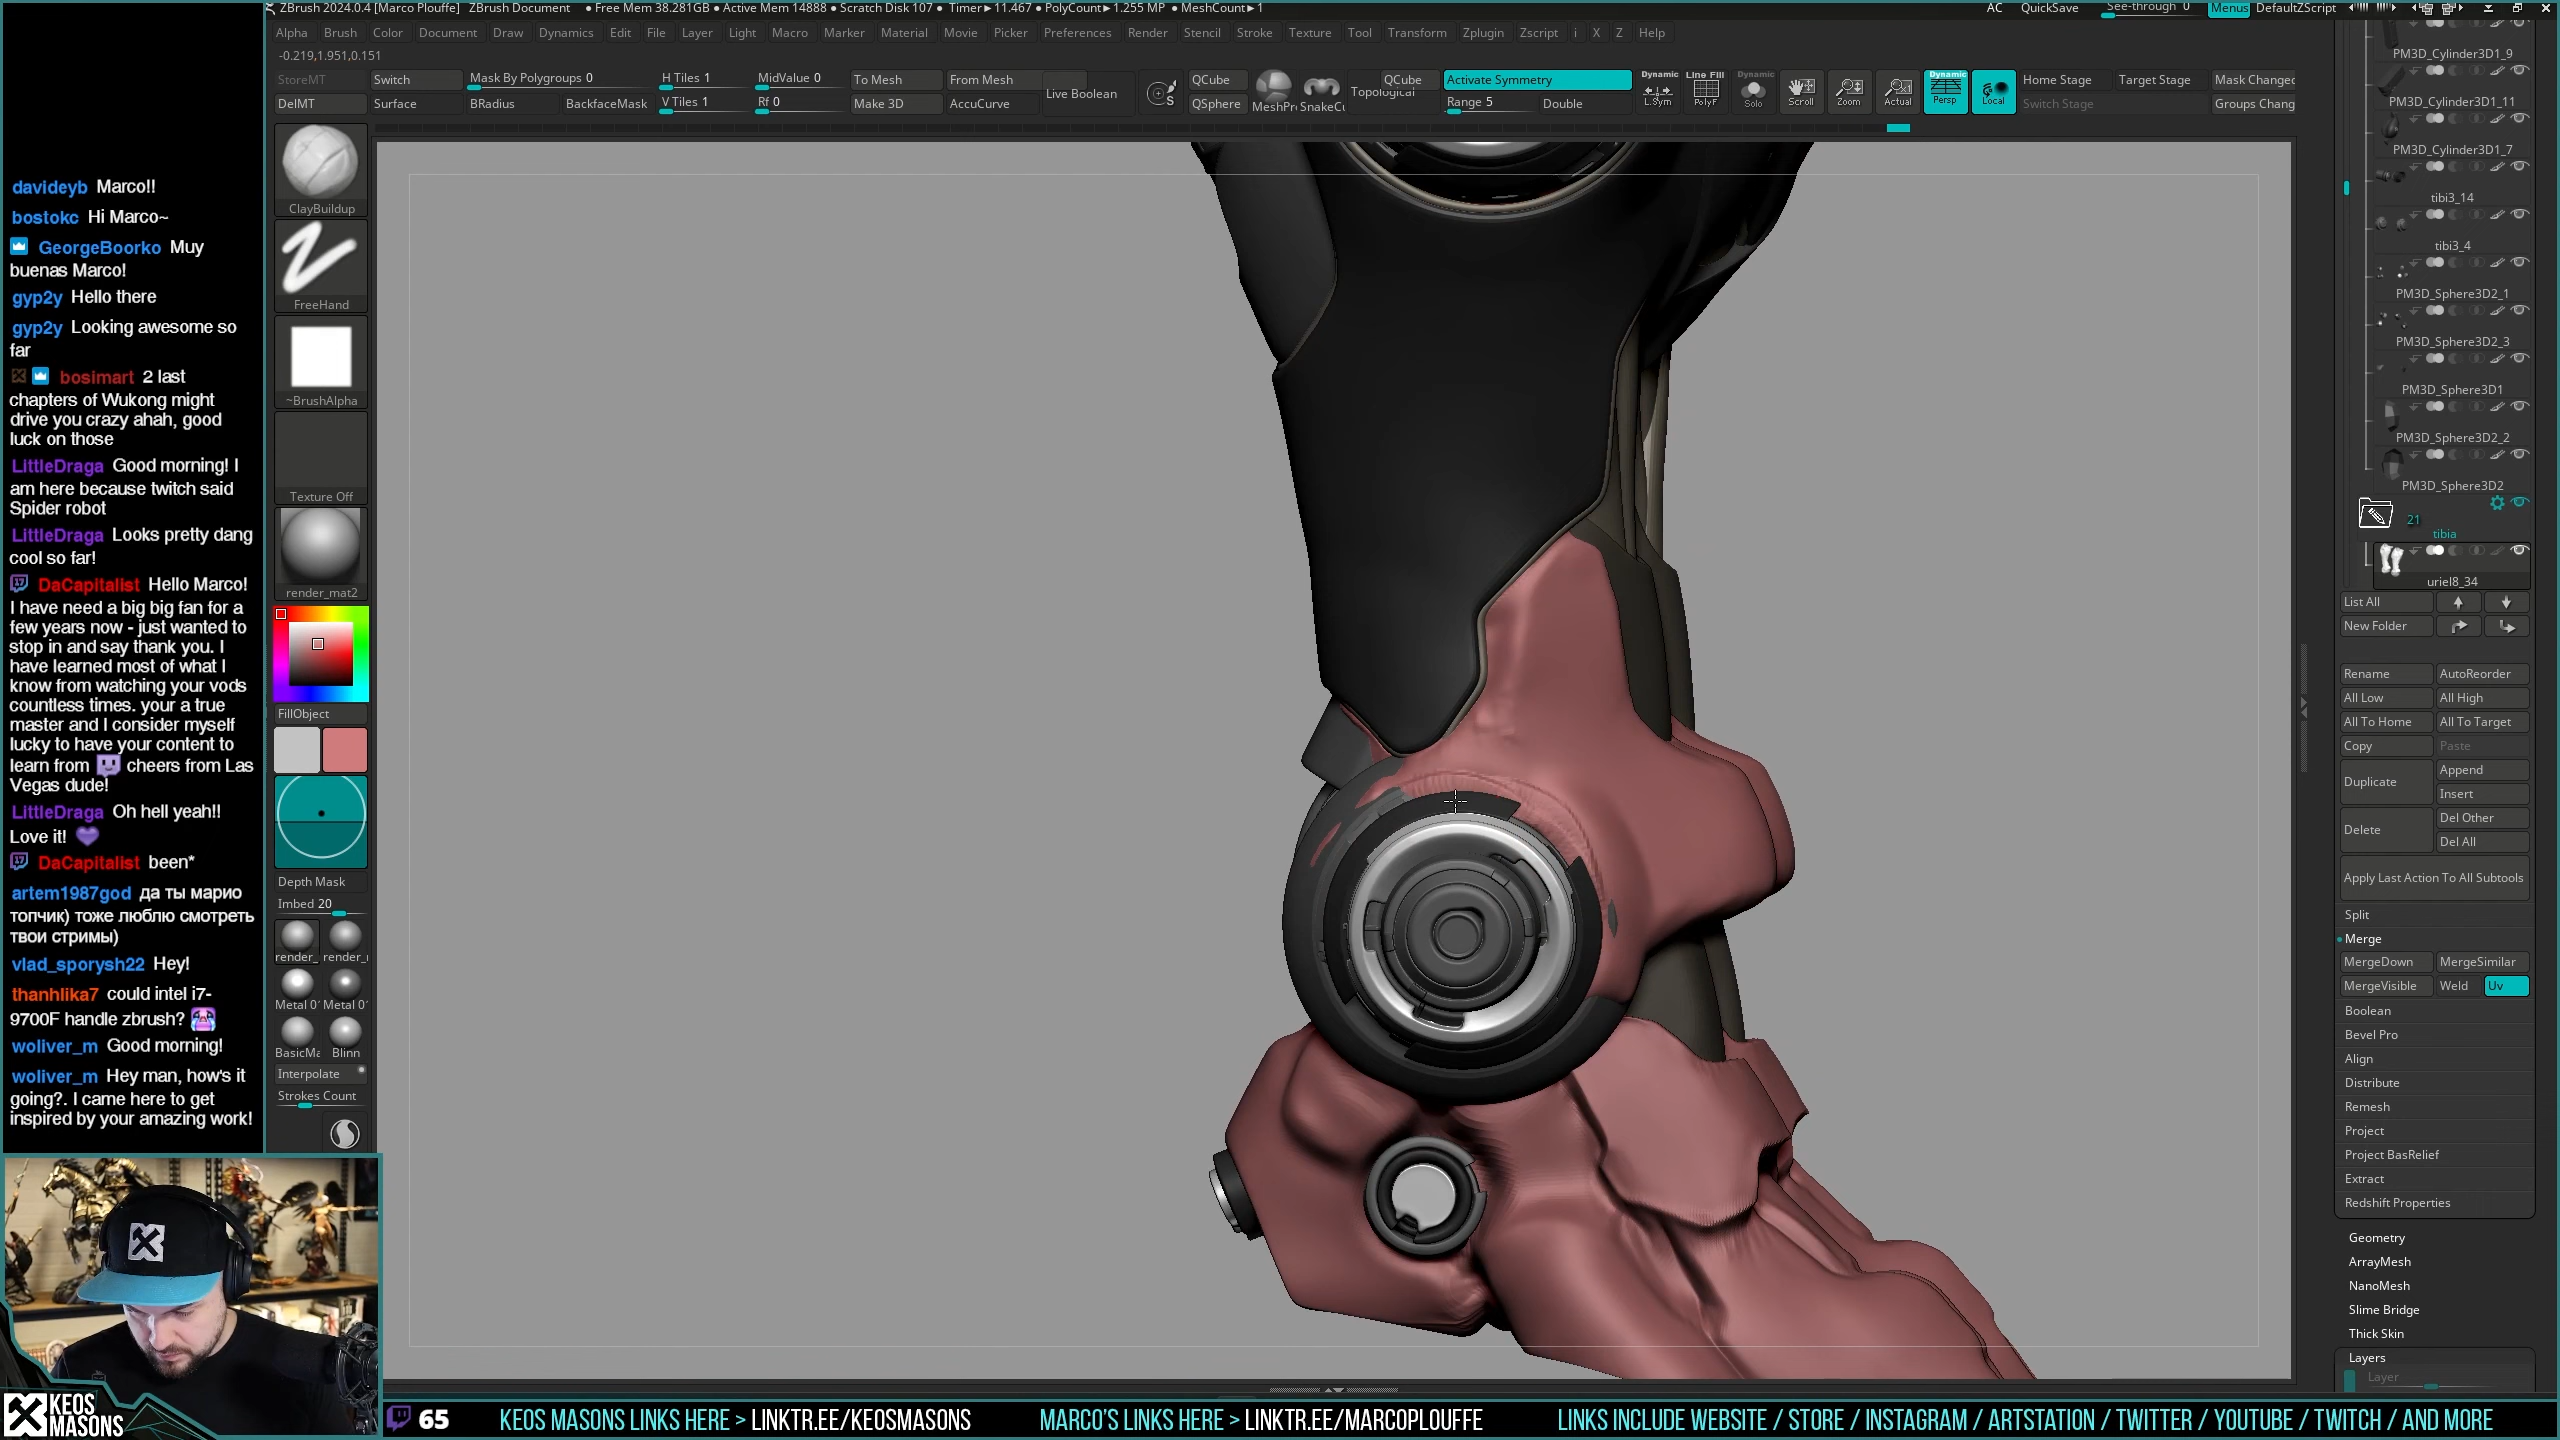 ZBrush 2024.0.4 [Marco Plouffe]   ZBrush Document   ● Free Mem 38.281GB ● Active Mem 14888 ● Scratch Disk 107 ●  Timer►11.467 ● PolyCount►1.255 MP  ● MeshCount►1
AC QuickSave See-through 0 Menus DefaultZScript
Alpha Brush Color Document Draw Dynamics Edit File Layer Light Macro Marker Material Movie Picker Preferences Render Stencil Stroke Texture Tool Transform Zplugin Zscript i X Z Help
-0.219,1.951,0.151
StoreMT Switch Mask By Polygroups 0 H Tiles 1 MidValue 0 To Mesh From Mesh Live Boolean QCube MeshPr SnakeCu QCube Topological Activate Symmetry Dynamic L.Sym Line Fill PolyF Dynamic Solo Scroll Zoom Actual Dynamic Persp Local Home Stage Target Stage Mask Changed
DelMT Surface BRadius BackfaceMask V Tiles 1 Rf 0 Make 3D AccuCurve QSphere Range 5 Double Switch Stage Groups Chang
davideyb Marco!!
bostokc Hi Marco~
GeorgeBoorko Muy
buenas Marco!
gyp2y Hello there
gyp2y Looking awesome so
far
bosimart 2 last
chapters of Wukong might
drive you crazy ahah, good
luck on those
LittleDraga Good morning! I
am here because twitch said
Spider robot
LittleDraga Looks pretty dang
cool so far!
DaCapitalist Hello Marco!
I have need a big big fan for a
few years now - just wanted to
stop in and say thank you. I
have learned most of what I
know from watching your vods
countless times. your a true
master and I consider myself
lucky to have your content to
learn from cheers from Las
Vegas dude!
LittleDraga Oh hell yeah!!
Love it!
DaCapitalist been*
artem1987god да ты марио
топчик) тоже люблю смотреть
твои стримы)
vlad_sporysh22 Hey!
thanhlika7 could intel i7-
9700F handle zbrush?
woliver_m Good morning!
woliver_m Hey man, how's it
going?. I came here to get
inspired by your amazing work!
ClayBuildup
FreeHand
~BrushAlpha
Texture Off
render_mat2
FillObject
Depth Mask
Imbed 20
render_ render_
Metal 0 Metal 0
BasicMa Blinn
Interpolate
Strokes Count
PM3D_Cylinder3D1_9
PM3D_Cylinder3D1_11
PM3D_Cylinder3D1_7
tibi3_14
tibi3_4
PM3D_Sphere3D2_1
PM3D_Sphere3D2_3
PM3D_Sphere3D1
PM3D_Sphere3D2_2
PM3D_Sphere3D2
21
tibia
uriel8_34
List All
New Folder
Rename AutoReorder
All Low All High
All To Home All To Target
Copy Paste
Duplicate Append
Insert
Delete Del Other
Del All
Apply Last Action To All Subtools
Split
Merge
MergeDown MergeSimilar
MergeVisible Weld Uv
Boolean
Bevel Pro
Align
Distribute
Remesh
Project
Project BasRelief
Extract
Redshift Properties
Geometry
ArrayMesh
NanoMesh
Slime Bridge
Thick Skin
Layers
Layer
KEOS
MASONS
65 KEOS MASONS LINKS HERE > LINKTR.EE/KEOSMASONS MARCO'S LINKS HERE > LINKTR.EE/MARCOPLOUFFE LINKS INCLUDE WEBSITE / STORE / INSTAGRAM / ARTSTATION / TWITTER / YOUTUBE / TWITCH / AND MORE